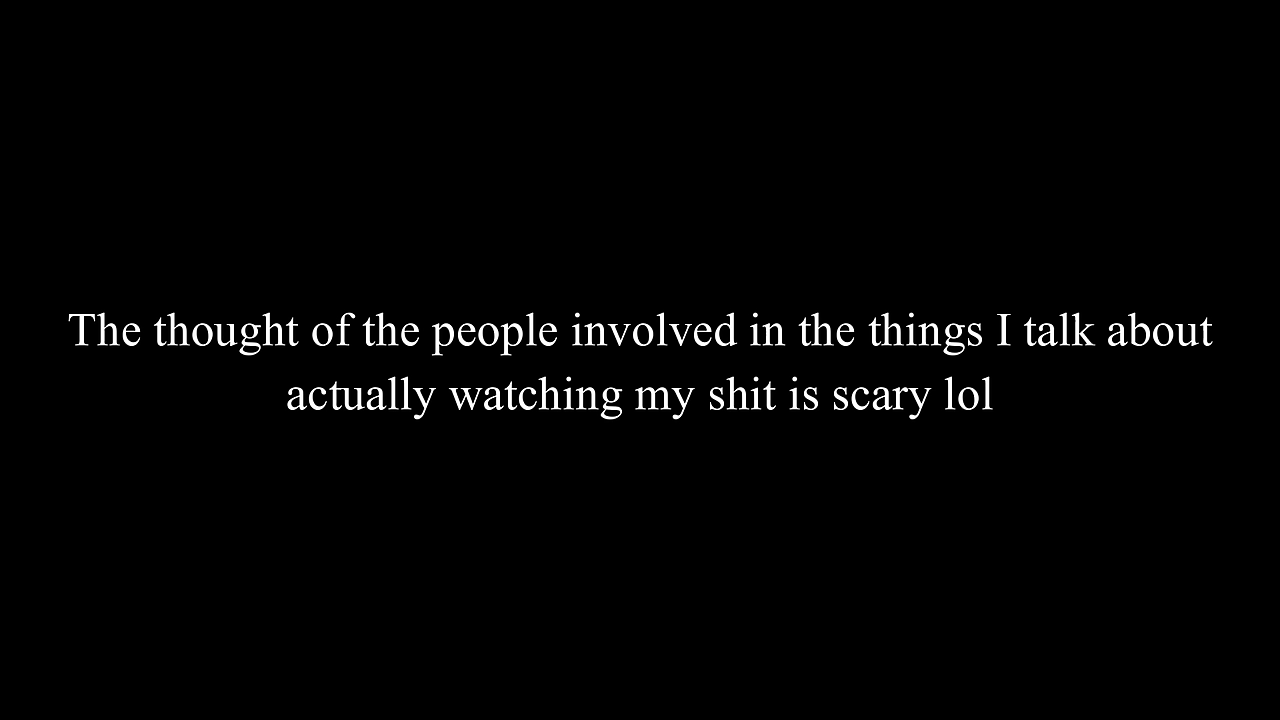 The thought of the people involved in the things I talk about
actually watching my shit is scary lol